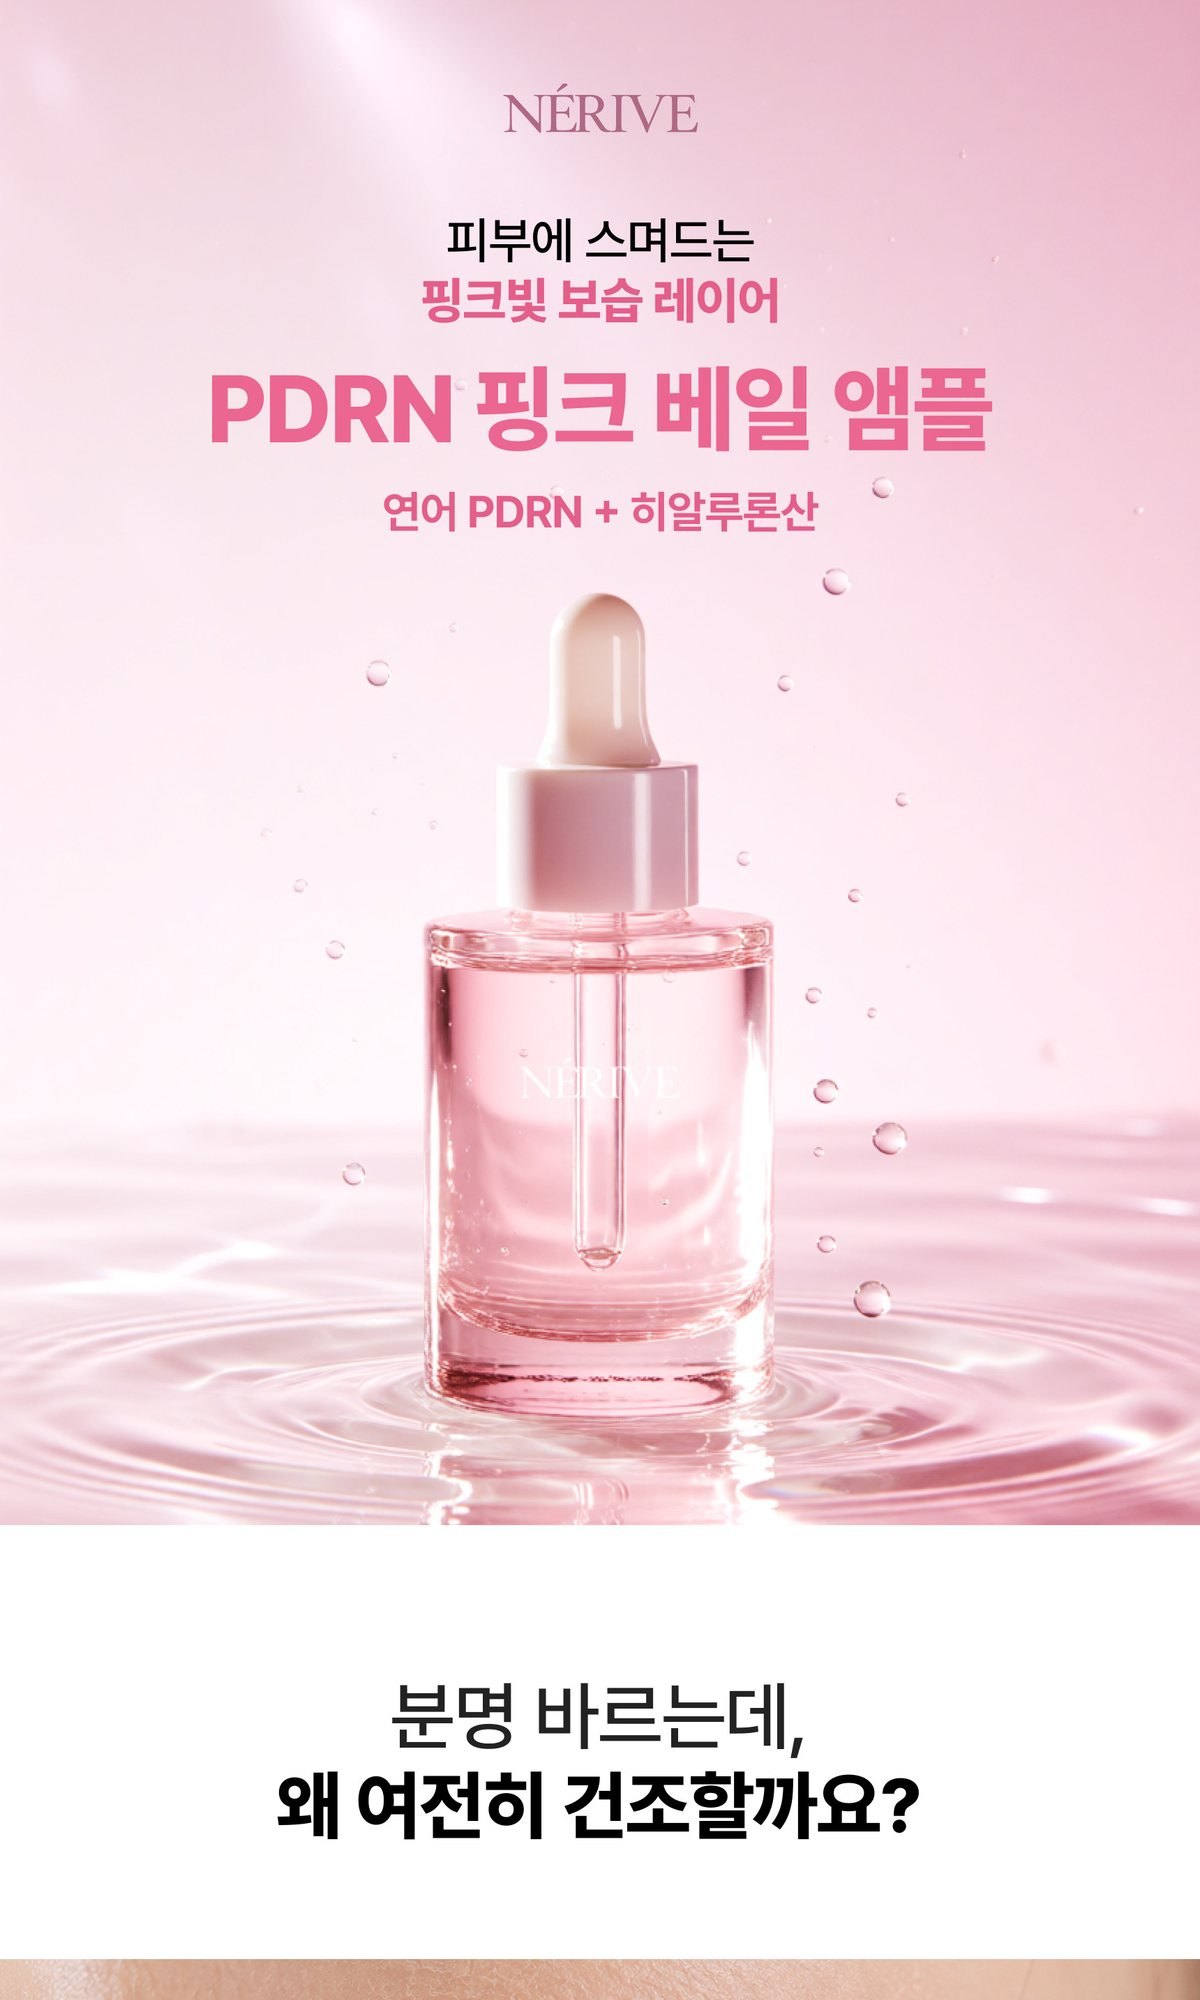 NÉRIVE
피부에 스며드는
핑크빛 보습 레이어
PDRN 핑크 베일 앰플
연어 PDRN + 히알루론산
NÉRIVE
분명 바르는데,
왜 여전히 건조할까요?